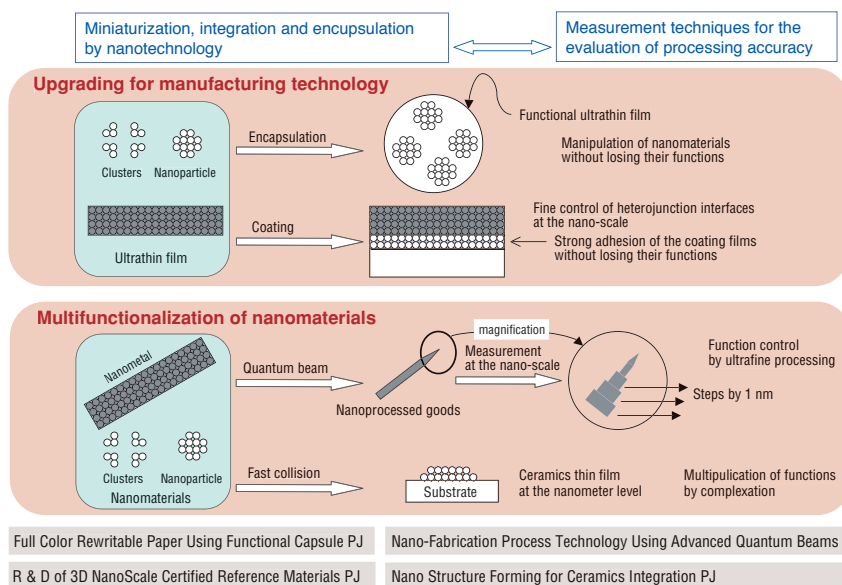 Miniaturization, integration and encupsulation
by nanotechnology
Measurement techniques for the
evaluation of processing accuracy
Upgrading for manufacturing technology
Clusters
Nanoparticle
Ultrathin film
Encapsulation
Coating
Functional ultrathin film
Manipulation of nanomaterials
without losing their functions
Fine control of heterojunction interfaces
at the nano-scale
Strong adhesion of the coating films
without losing their functions
Multifunctionalization of nanomaterials
Nanometal
Clusters
Nanoparticle
Nanomaterials
Quantum beam
Fast collision
Nanoprocessed goods
magnification
Measurement
at the nano-scale
Function control
by ultrafine processing
Steps by 1 nm
Substrate
Ceramics thin film
at the nanometer level
Multipulication of functions
by complexation
Full Color Rewritable Paper Using Functional Capsule PJ
Nano-Fabrication Process Technology Using Advanced Quantum Beams
R & D of 3D NanoScale Certified Reference Materials PJ
Nano Structure Forming for Ceramics Integration PJ